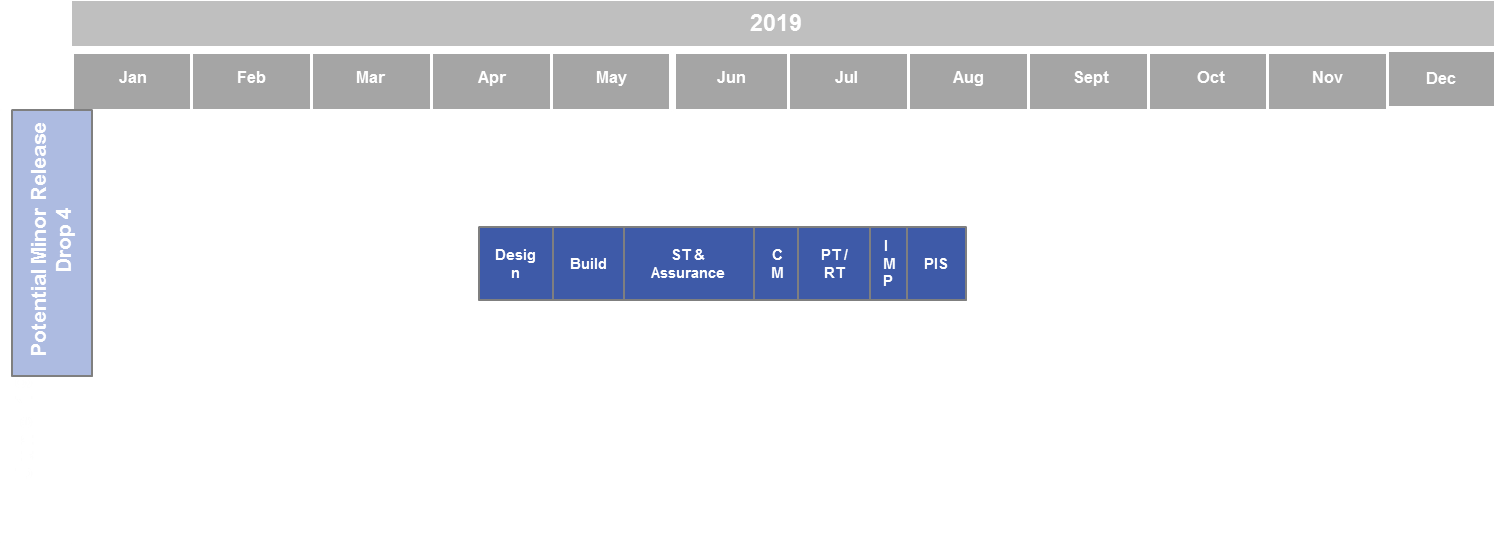 2019
Jan
Feb
Mar
Apr
May
Jun
Jul
Aug
Sept
Oct
Nov
Dec
Potential Minor Release
Drop 4
Desig
n
Build
ST &
Assurance
C
M
PT /
RT
I
M
P
PIS